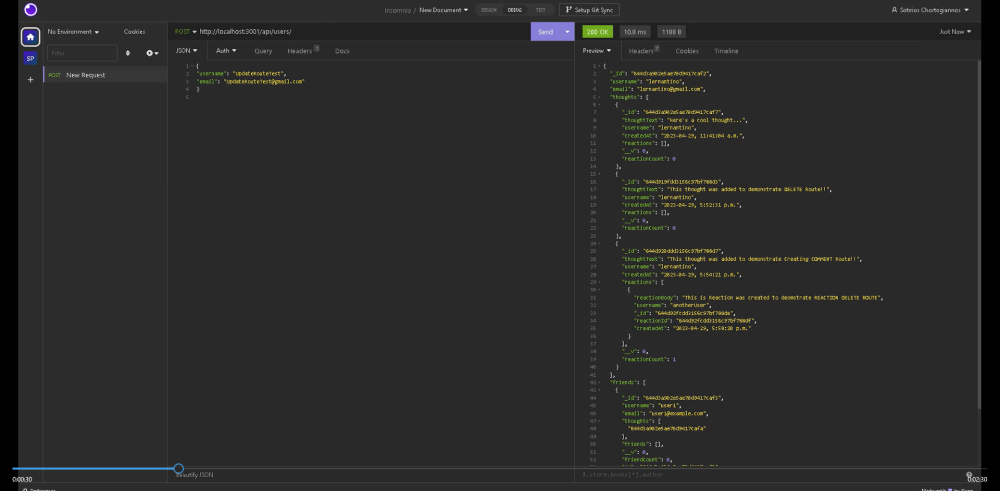 Insomnia / New Document
DESIGN
DEBUG
TEST
Setup Git Sync
Sotirios Chortogiannos
No Environment
Cookies
POST http://localhost:3001/api/users/
Send
200 OK
10.8 ms
1188 B
Just Now
Filter
JSON
Auth
Query
Headers 1
Docs
Preview
Headers 7
Cookies
Timeline
SP
POST New Request
1 {
2 "username": "UpdateRouteTest",
3 "email": "UpdateRouteTest@gmail.com"
4 }
5
1 {
2 "_id":
3 "username": "lernantino",
4 "email": "lernantino@gmail.com",
5 "thoughts": [
6 {
7 "_id":
8 "thoughtText": "Here's a cool thought...",
9 "username": "lernantino",
10 "createdAt": "2023-04-29, 11:41:04 a.m.",
11 "reactions": [],
12 "__v": 0,
13 "reactionCount": 0
14 },
15 {
16 "_id":
17 "thoughtText": "This thought was added to demonstrate DELETE Route!!",
18 "username": "lernantino",
19 "createdAt": "2023-04-29, 5:52:31 p.m.",
20 "reactions": [],
21 "__v": 0,
22 "reactionCount": 0
23 },
24 {
25 "_id":
26 "thoughtText": "This thought was added to demonstrate Creating COMMENT Route!!",
27 "username": "lernantino",
28 "createdAt": "2023-04-29, 5:54:21 p.m.",
29 "reactions": [
30 {
31 "reactionBody": "This is Reaction was created to deomstrate REACTION DELETE ROUTE",
32 "username": "anotherUser",
33 "_id":
34 "reactionId":
35 "createdAt": "2023-04-29, 5:58:20 p.m."
36 }
37 ],
38 "__v": 0,
39 "reactionCount": 1
40 }
41 ],
42 "friends": [
43 {
44 "_id":
45 "username": "user1",
46 "email": "user1@example.com",
47 "thoughts": [
48
49 ],
50 "friends": [],
51 "__v": 0,
52 "friendCount": 0,
Beautify JSON
$.store.books[*].author
0:00:30
0:02:30